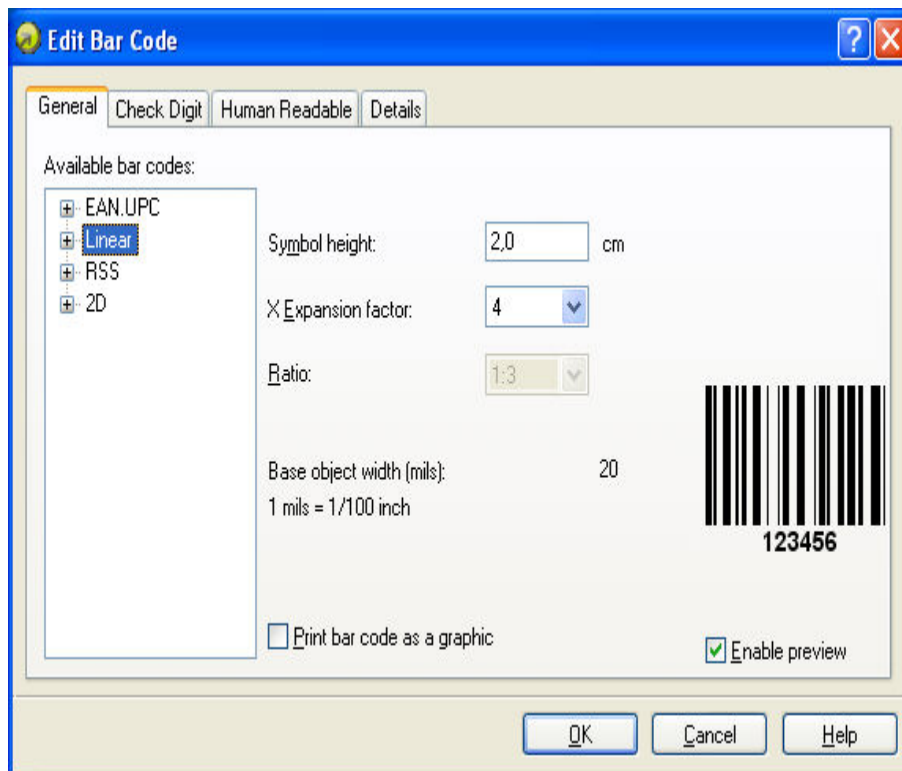 Edit Bar Code
General Check Digit Human Readable Details
Available bar codes:
EAN.UPC
Linear
RSS
2D
Symbol height: 2,0 cm
X Expansion factor: 4
Ratio: 1:3
Base object width (mils): 20
1 mils = 1/100 inch
123456
Print bar code as a graphic
Enable preview
OK Cancel Help